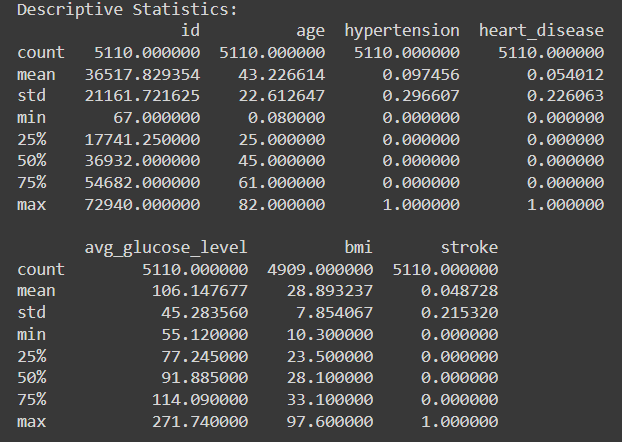 Descriptive Statistics:
                 id          age  hypertension  heart_disease
count   5110.000000  5110.000000   5110.000000    5110.000000
mean   36517.829354    43.226614      0.097456       0.054012
std    21161.721625    22.612647      0.296607       0.226063
min       67.000000     0.080000      0.000000       0.000000
25%    17741.250000    25.000000      0.000000       0.000000
50%    36932.000000    45.000000      0.000000       0.000000
75%    54682.000000    61.000000      0.000000       0.000000
max    72940.000000    82.000000      1.000000       1.000000

       avg_glucose_level          bmi       stroke
count        5110.000000  4909.000000  5110.000000
mean          106.147677    28.893237     0.048728
std            45.283560     7.854067     0.215320
min            55.120000    10.300000     0.000000
25%            77.245000    23.500000     0.000000
50%            91.885000    28.100000     0.000000
75%           114.090000    33.100000     0.000000
max           271.740000    97.600000     1.000000